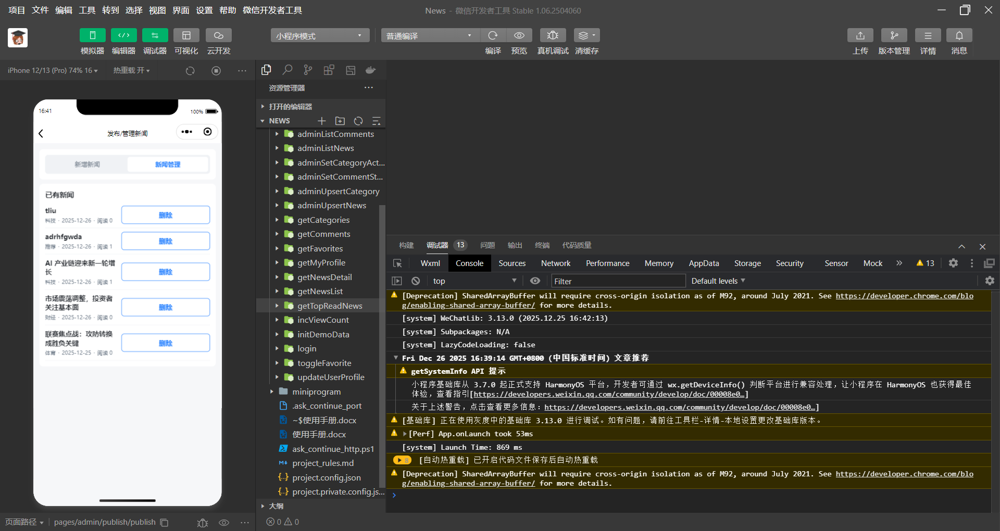 项目 文件 编辑 工具 转到 选择 视图 界面 设置 帮助 微信开发者工具
News - 微信开发者工具 Stable 1.06.2504060
小程序模式
普通编译
模拟器 编辑器 调试器 可视化 云开发
编译 预览 真机调试 清缓存
上传 版本管理 详情 消息
iPhone 12/13 (Pro) 74% 16
热重载 开
16:41
100%
发布/管理新闻
新增新闻
新闻管理
已有新闻
tliu
科技 · 2025-12-26 · 阅读 0
删除
adrhfgwda
推荐 · 2025-12-26 · 阅读 1
删除
AI 产业链迎来新一轮增
长
科技 · 2025-12-26 · 阅读 1
删除
市场震荡调整，投资者
关注基本面
财经 · 2025-12-26 · 阅读 0
删除
联赛焦点战：攻防转换
成胜负关键
体育 · 2025-12-25 · 阅读 0
删除
页面路径
pages/admin/publish/publish
资源管理器
打开的编辑器
NEWS
adminListComments
adminListNews
adminSetCategoryAct...
adminSetCommentSt...
adminUpsertCategory
adminUpsertNews
getCategories
getComments
getFavorites
getMyProfile
getNewsDetail
getNewsList
getTopReadNews
incViewCount
initDemoData
login
toggleFavorite
updateUserProfile
miniprogram
.ask_continue_port
~$使用手册.docx
使用手册.docx
ask_continue_http.ps1
project_rules.md
project.config.json
project.private.config.js...
大纲
0 0
构建 调试器 13 问题 输出 终端 代码质量
Wxml Console Sources Network Performance Memory AppData Storage Security Sensor Mock 13
top
Filter
Default levels
[Deprecation] SharedArrayBuffer will require cross-origin isolation as of M92, around July 2021. See https://developer.chrome.com/blo
g/enabling-shared-array-buffer/ for more details.
[system] WeChatLib: 3.13.0 (2025.12.25 16:42:13)
[system] Subpackages: N/A
[system] LazyCodeLoading: false
Fri Dec 26 2025 16:39:14 GMT+0800 (中国标准时间) 文章推荐
getSystemInfo API 提示
小程序基础库从 3.7.0 起正式支持 HarmonyOS 平台，开发者可通过 wx.getDeviceInfo() 判断平台进行兼容处理，让小程序在 HarmonyOS 也获得最佳
体验，查看指引[https://developers.weixin.qq.com/community/develop/doc/00008e0…]
关于上述警告，点击查看更多信息：https://developers.weixin.qq.com/community/develop/doc/00008e0…]
[基础库] 正在使用灰度中的基础库 3.13.0 进行调试。如有问题，请前往工具栏-详情-本地设置更改基础库版本。
[Perf] App.onLaunch took 53ms
[system] Launch Time: 869 ms
8 [自动热重载] 已开启代码文件保存后自动热重载
[Deprecation] SharedArrayBuffer will require cross-origin isolation as of M92, around July 2021. See https://developer.chrome.com/blo
g/enabling-shared-array-buffer/ for more details.